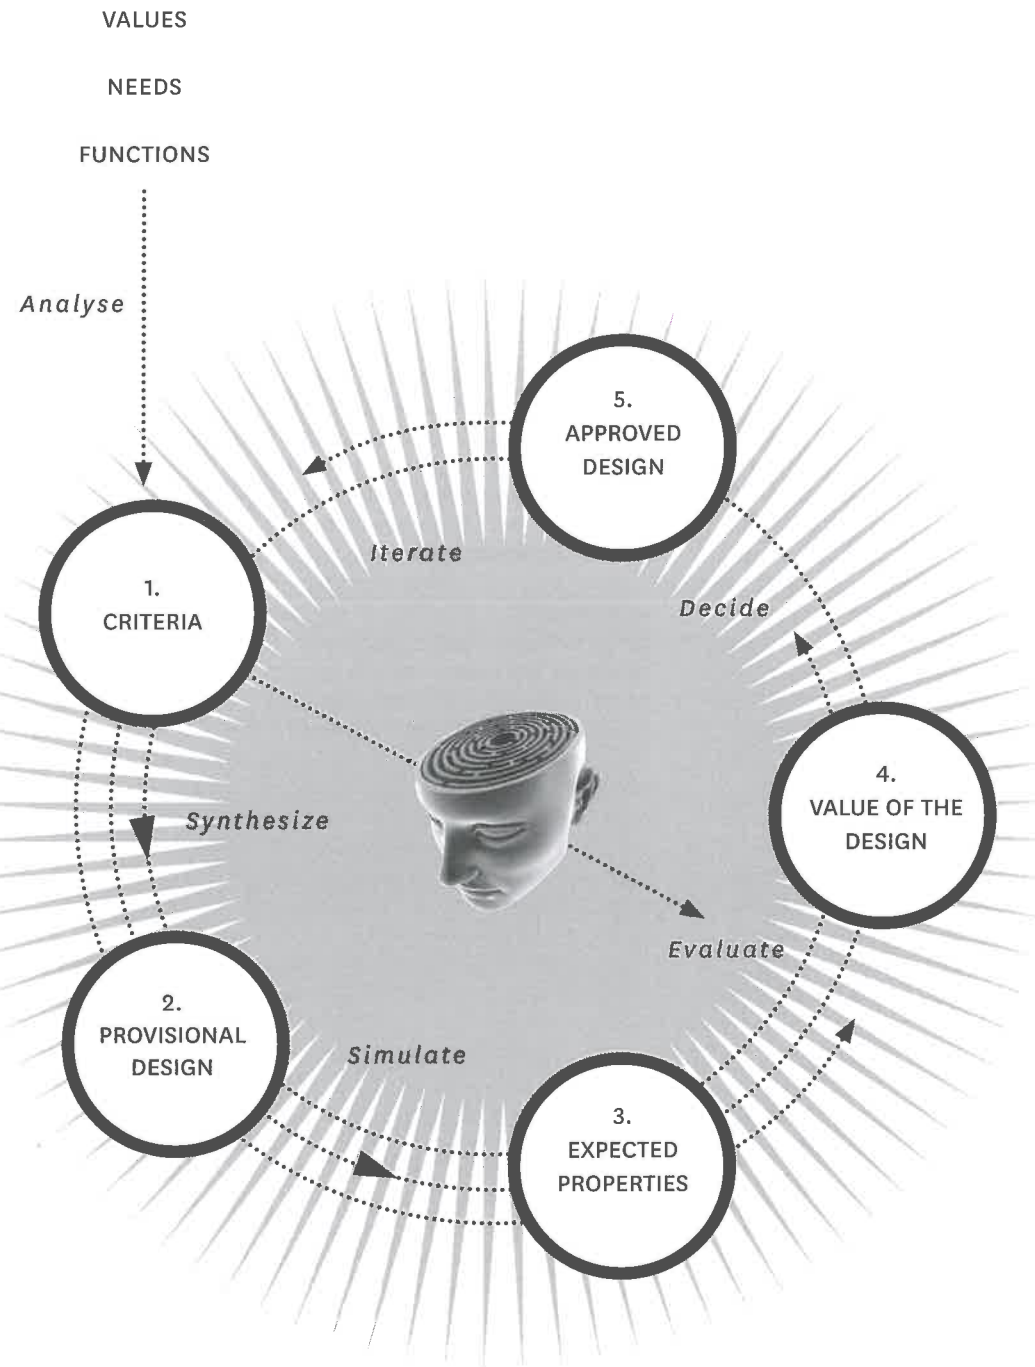 VALUES
NEEDS
FUNCTIONS
Analyse
5.
APPROVED
DESIGN
Iterate
1.
CRITERIA
Decide
4.
VALUE OF THE
DESIGN
Synthesize
Evaluate
2.
PROVISIONAL
DESIGN
Simulate
3.
EXPECTED
PROPERTIES